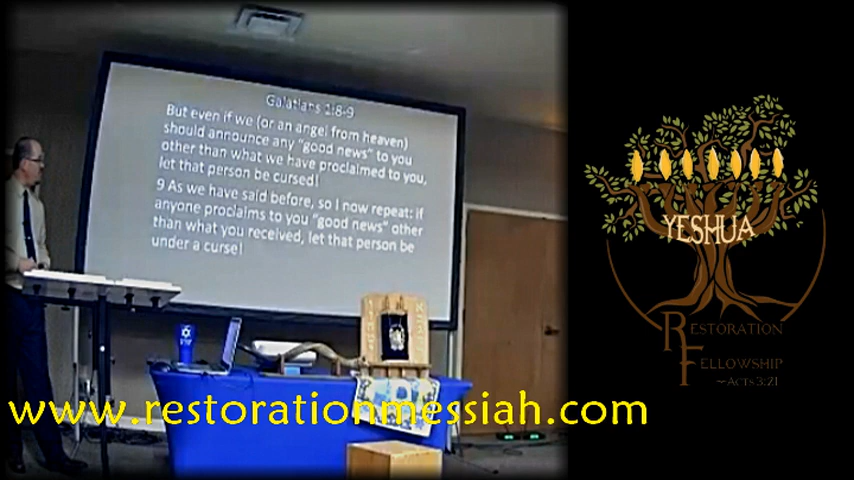 Galatians 1:8-9
But even if we (or an angel from heaven)
should announce any “good news” to you
other than what we have proclaimed to you,
let that person be cursed!
9 As we have said before, so I now repeat: if
anyone proclaims to you “good news” other
than what you received, let that person be
under a curse!
YESHUA
RESTORATION
FELLOWSHIP
~ACTS 3:21
www.restorationmessiah.com